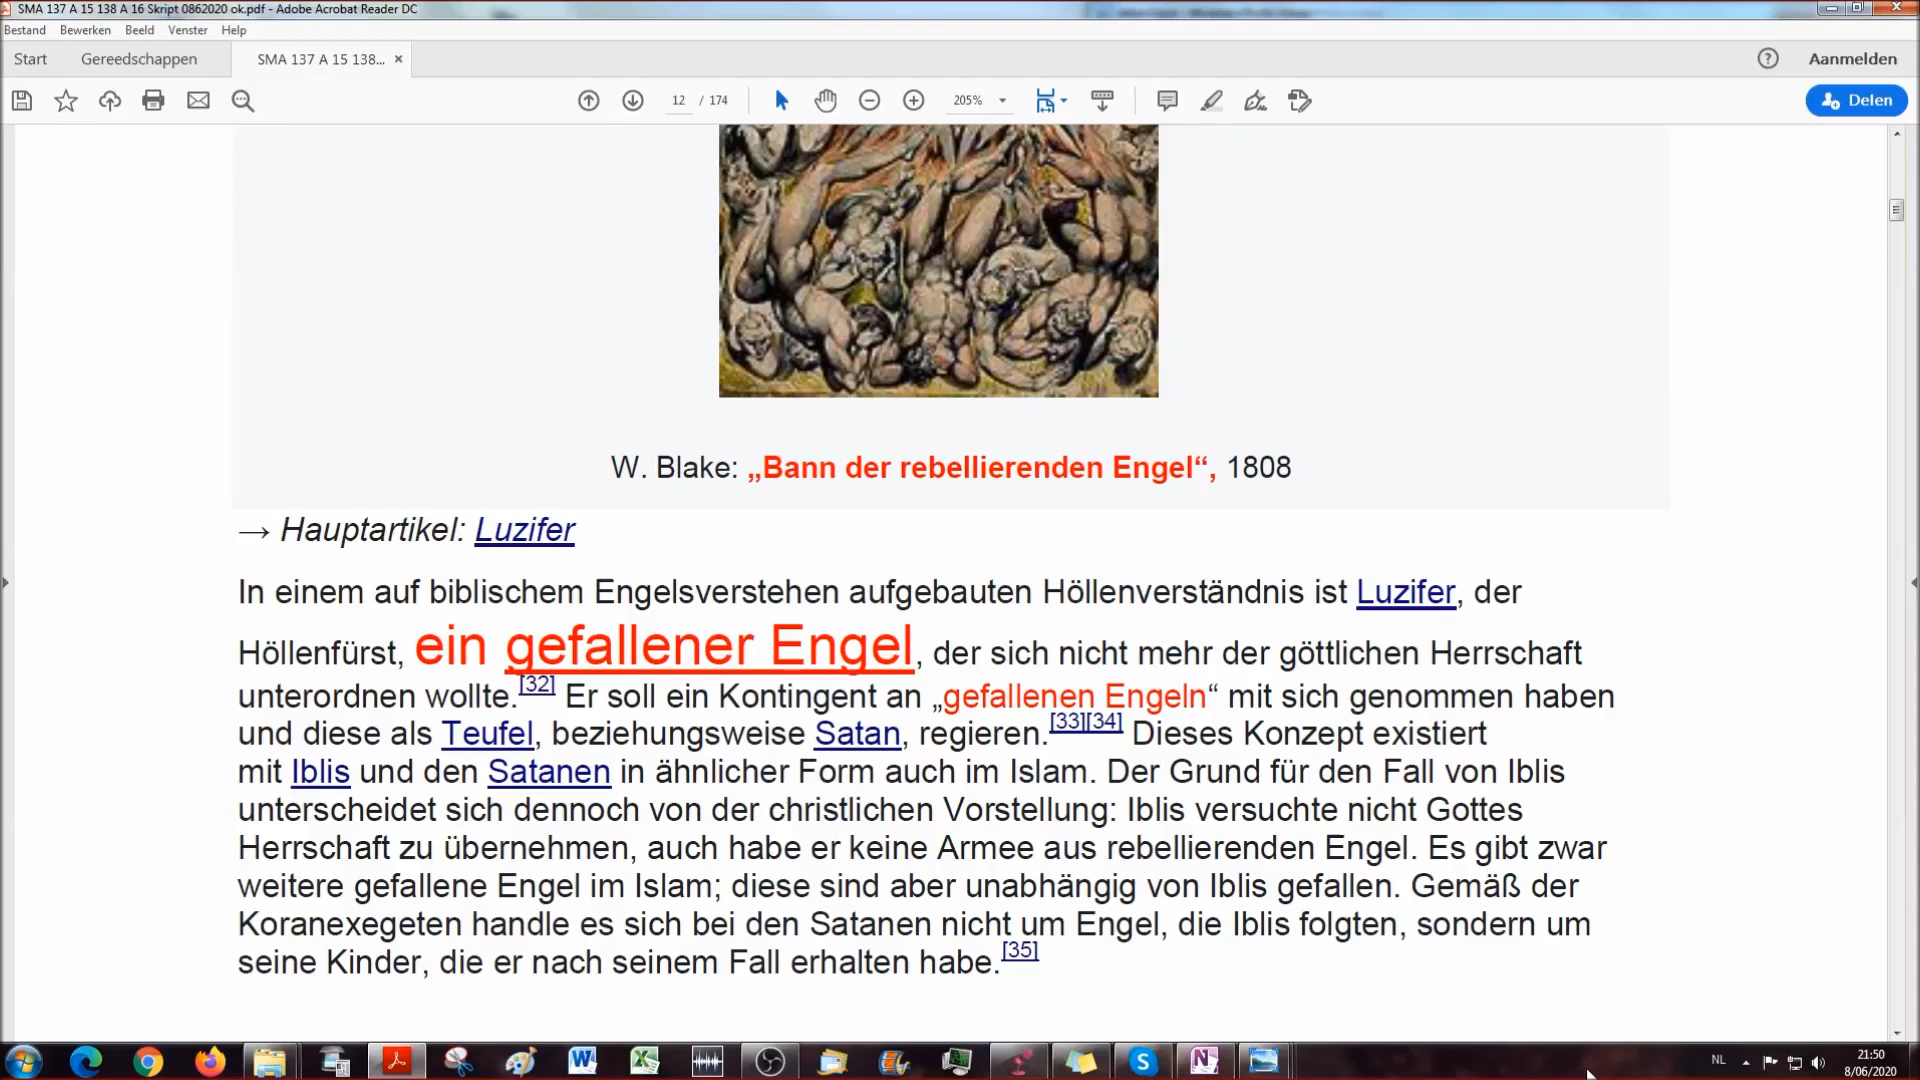 SMA 137 A 15 138 A 16 Skript 0862020 ok.pdf - Adobe Acrobat Reader DC
Bestand Bewerken Beeld Venster Help
Start Gereedschappen SMA 137 A 15 138... × Aanmelden
12 / 174 205% Delen
W. Blake: „Bann der rebellierenden Engel“, 1808
→ Hauptartikel: Luzifer
In einem auf biblischem Engelsverstehen aufgebauten Höllenverständnis ist Luzifer, der
Höllenfürst, ein gefallener Engel, der sich nicht mehr der göttlichen Herrschaft
unterordnen wollte.[32] Er soll ein Kontingent an „gefallenen Engeln“ mit sich genommen haben
und diese als Teufel, beziehungsweise Satan, regieren.[33][34] Dieses Konzept existiert
mit Iblis und den Satanen in ähnlicher Form auch im Islam. Der Grund für den Fall von Iblis
unterscheidet sich dennoch von der christlichen Vorstellung: Iblis versuchte nicht Gottes
Herrschaft zu übernehmen, auch habe er keine Armee aus rebellierenden Engel. Es gibt zwar
weitere gefallene Engel im Islam; diese sind aber unabhängig von Iblis gefallen. Gemäß der
Koranexegeten handle es sich bei den Satanen nicht um Engel, die Iblis folgten, sondern um
seine Kinder, die er nach seinem Fall erhalten habe.[35]
NL 21:50
8/06/2020